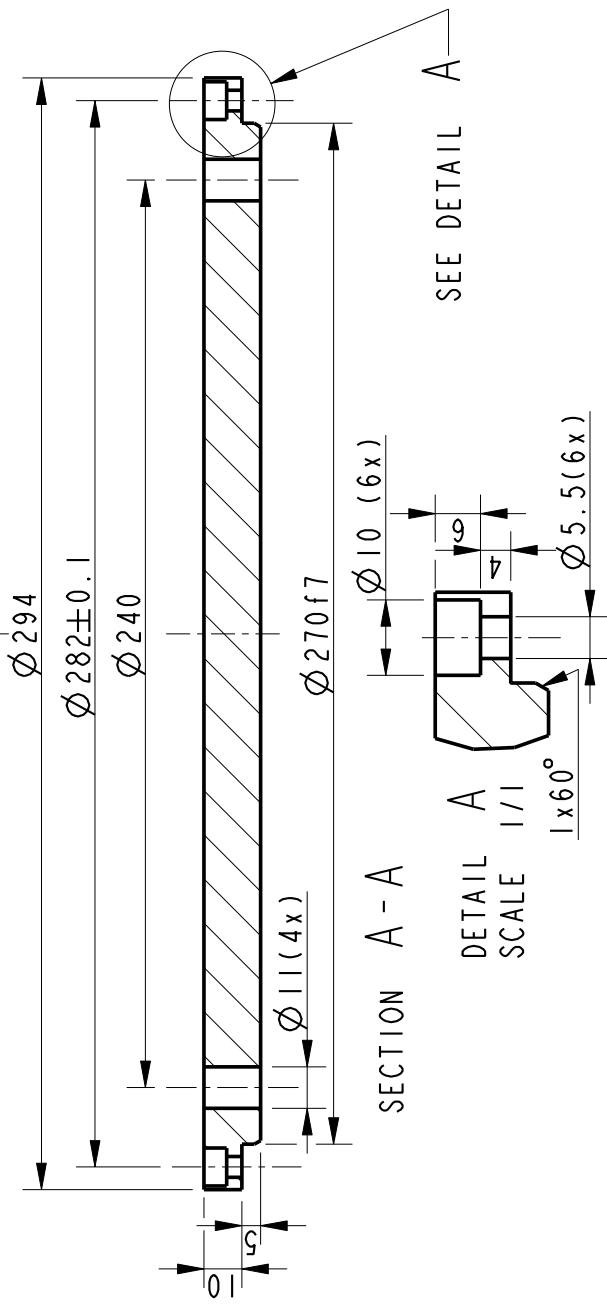 Ø294
Ø282±0.1
Ø240
Ø270f7
Ø11(4x)
10
5
SECTION A-A
SEE DETAIL A
Ø10 (6x)
6
4
Ø5.5(6x)
1x60°
DETAIL A
SCALE 1/1